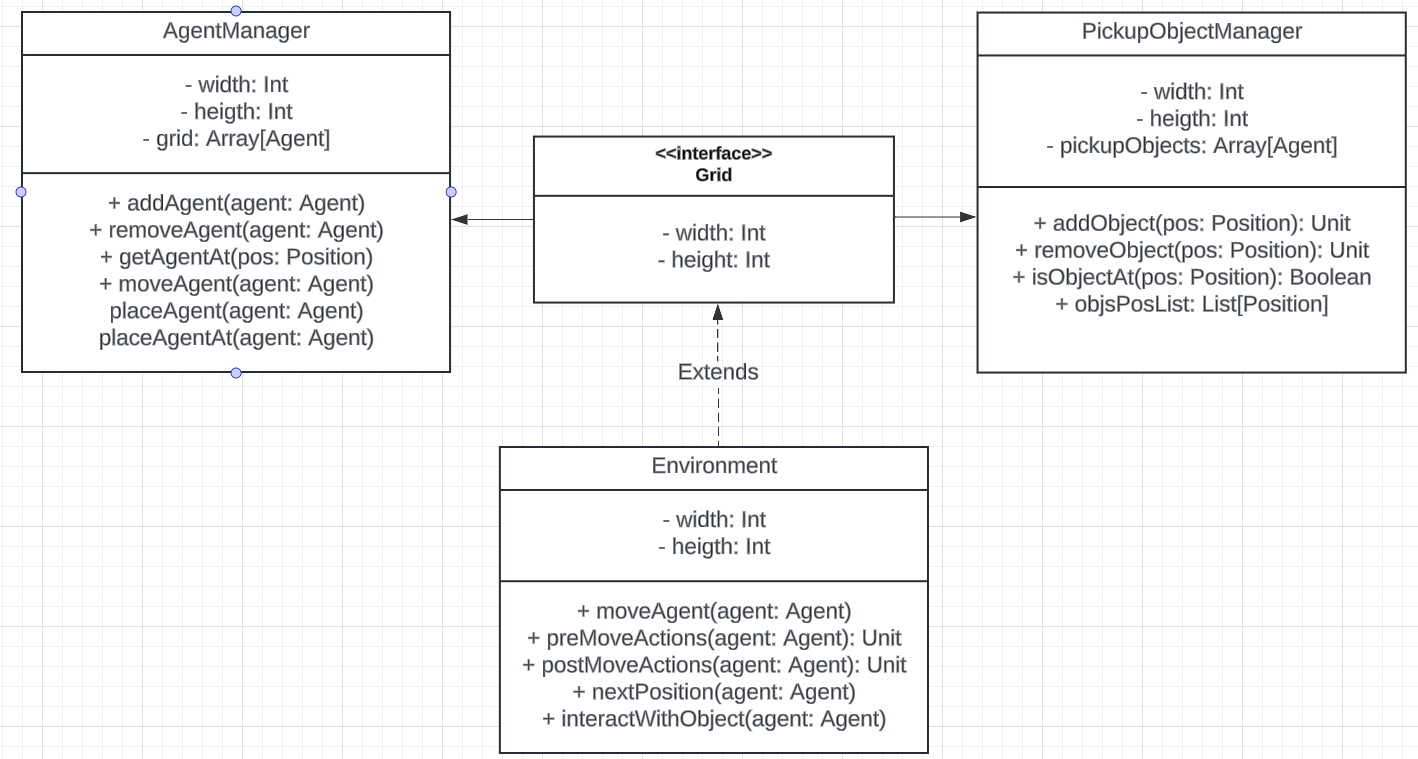 AgentManager
- width: Int
- heigth: Int
- grid: Array[Agent]
+ addAgent(agent: Agent)
+ removeAgent(agent: Agent)
+ getAgentAt(pos: Position)
+ moveAgent(agent: Agent)
placeAgent(agent: Agent)
placeAgentAt(agent: Agent)
<<interface>>
Grid
- width: Int
- height: Int
PickupObjectManager
- width: Int
- heigth: Int
- pickupObjects: Array[Agent]
+ addObject(pos: Position): Unit
+ removeObject(pos: Position): Unit
+ isObjectAt(pos: Position): Boolean
+ objsPosList: List[Position]
Extends
Environment
- width: Int
- heigth: Int
+ moveAgent(agent: Agent)
+ preMoveActions(agent: Agent): Unit
+ postMoveActions(agent: Agent): Unit
+ nextPosition(agent: Agent)
+ interactWithObject(agent: Agent)